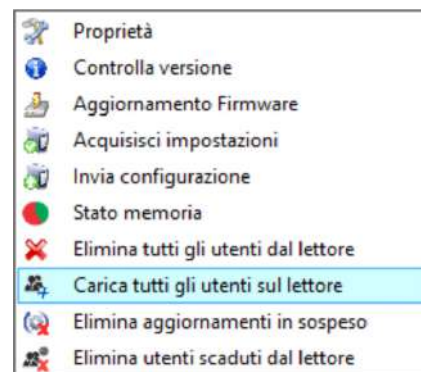 Proprietà
Controlla versione
Aggiornamento Firmware
Acquisisci impostazioni
Invia configurazione
Stato memoria
Elimina tutti gli utenti dal lettore
Carica tutti gli utenti sul lettore
Elimina aggiornamenti in sospeso
Elimina utenti scaduti dal lettore